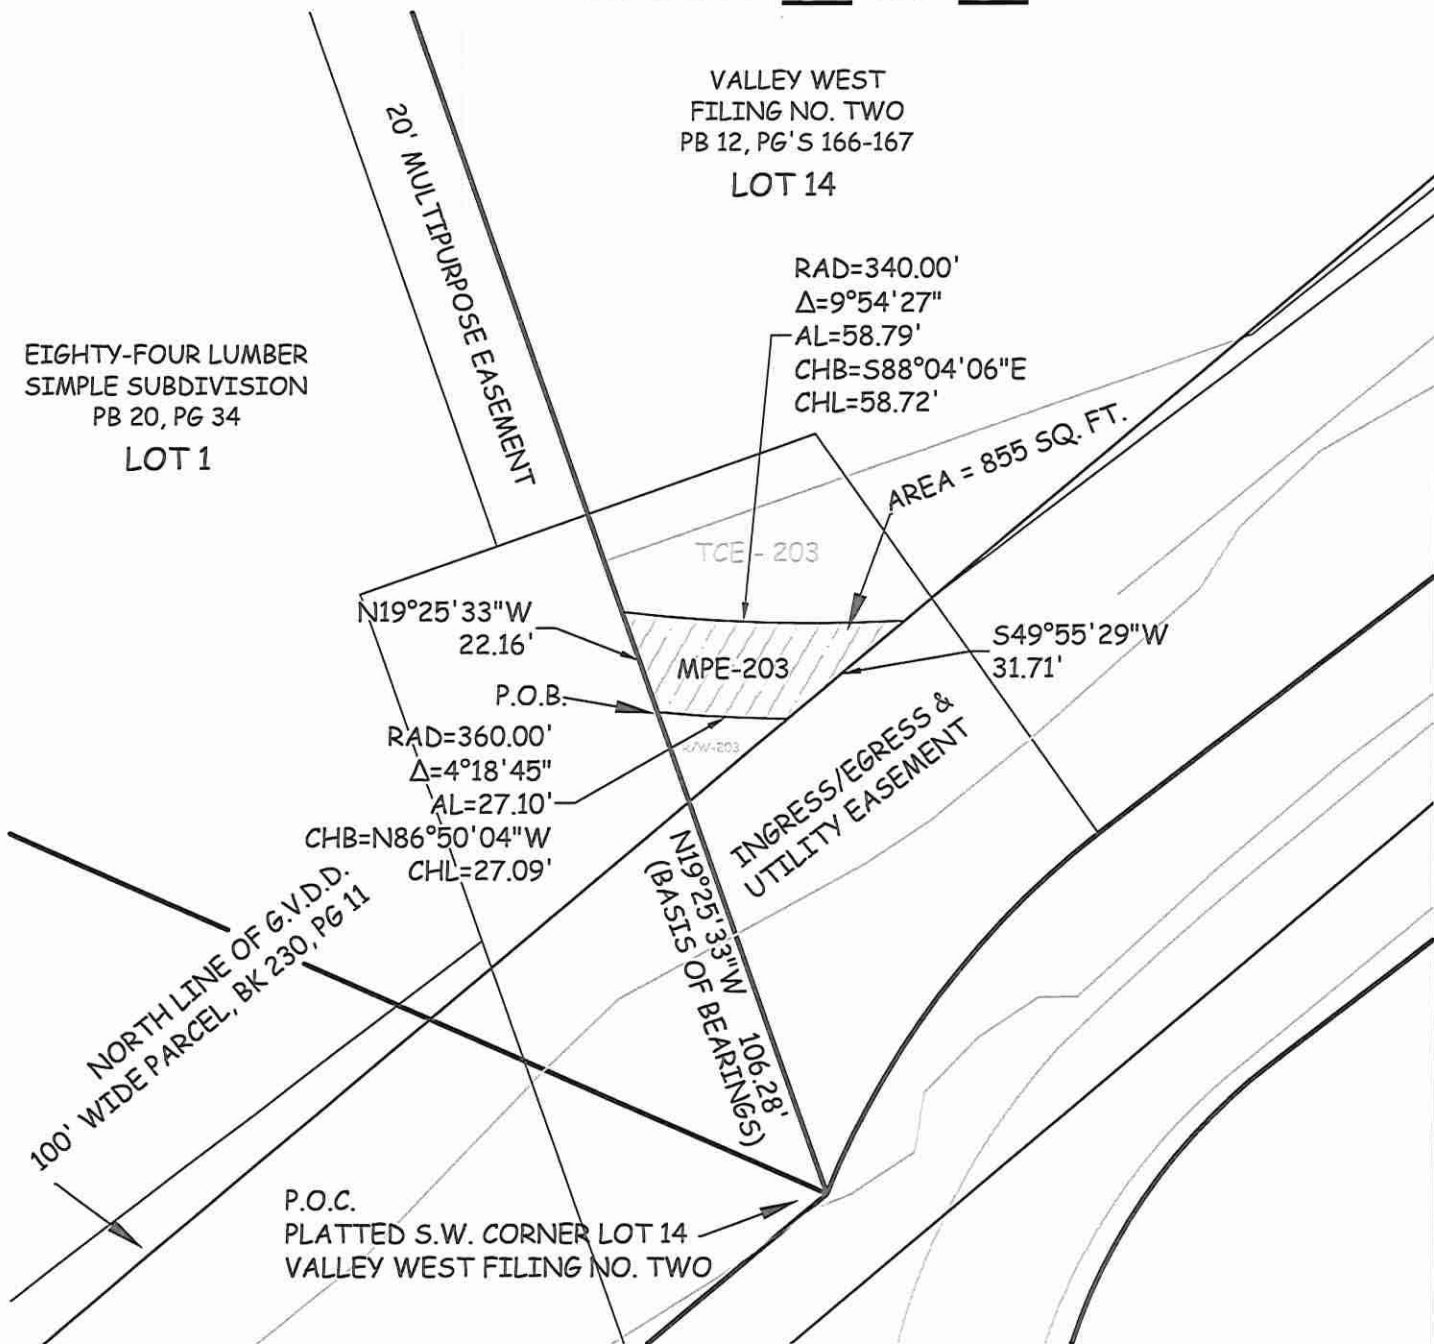 VALLEY WEST
FILING NO. TWO
PB 12, PG'S 166-167
LOT 14
20' MULTIPURPOSE EASEMENT
RAD=340.00'
Δ=9°54'27"
AL=58.79'
CHB=S88°04'06"E
CHL=58.72'
EIGHTY-FOUR LUMBER
SIMPLE SUBDIVISION
PB 20, PG 34
LOT 1
AREA = 855 SQ. FT.
TCE - 203
N19°25'33"W
22.16'
S49°55'29"W
31.71'
MPE-203
P.O.B.
RAD=360.00'
Δ=4°18'45"
AL=27.10'
CHB=N86°50'04"W
CHL=27.09'
R/W-203
INGRESS/EGRESS &
UTILITY EASEMENT
N19°25'33"W 106.28'
(BASIS OF BEARINGS)
NORTH LINE OF G.V.D.D.
100' WIDE PARCEL, BK 230, PG 11
P.O.C.
PLATTED S.W. CORNER LOT 14
VALLEY WEST FILING NO. TWO